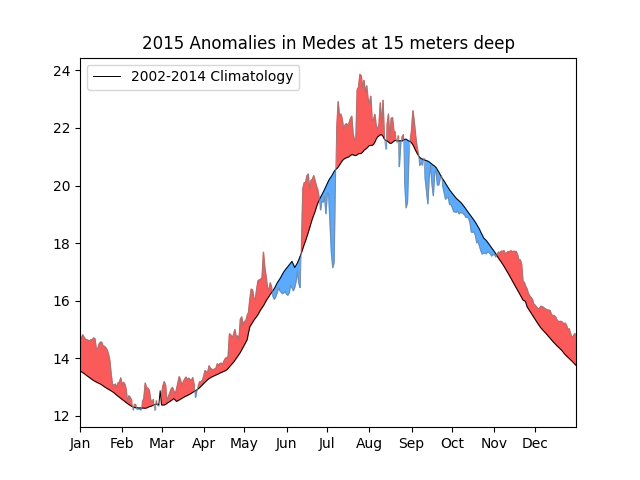 2015 Anomalies in Medes at 15 meters deep
2002-2014 Climatology
24
22
20
18
16
14
12
Jan Feb Mar Apr May Jun Jul Aug Sep Oct Nov Dec